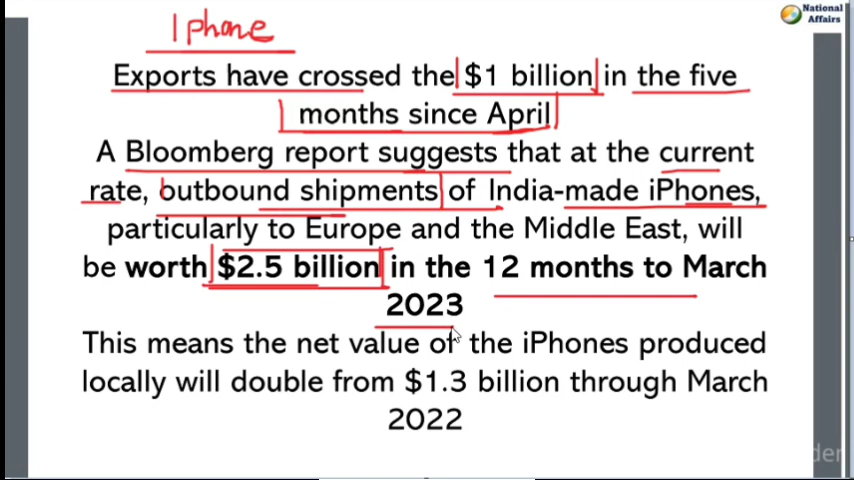 National
Affairs
Iphone
Exports have crossed the $1 billion in the five
months since April
A Bloomberg report suggests that at the current
rate, outbound shipments of India-made iPhones,
particularly to Europe and the Middle East, will
be worth $2.5 billion in the 12 months to March
2023
This means the net value of the iPhones produced
locally will double from $1.3 billion through March
2022